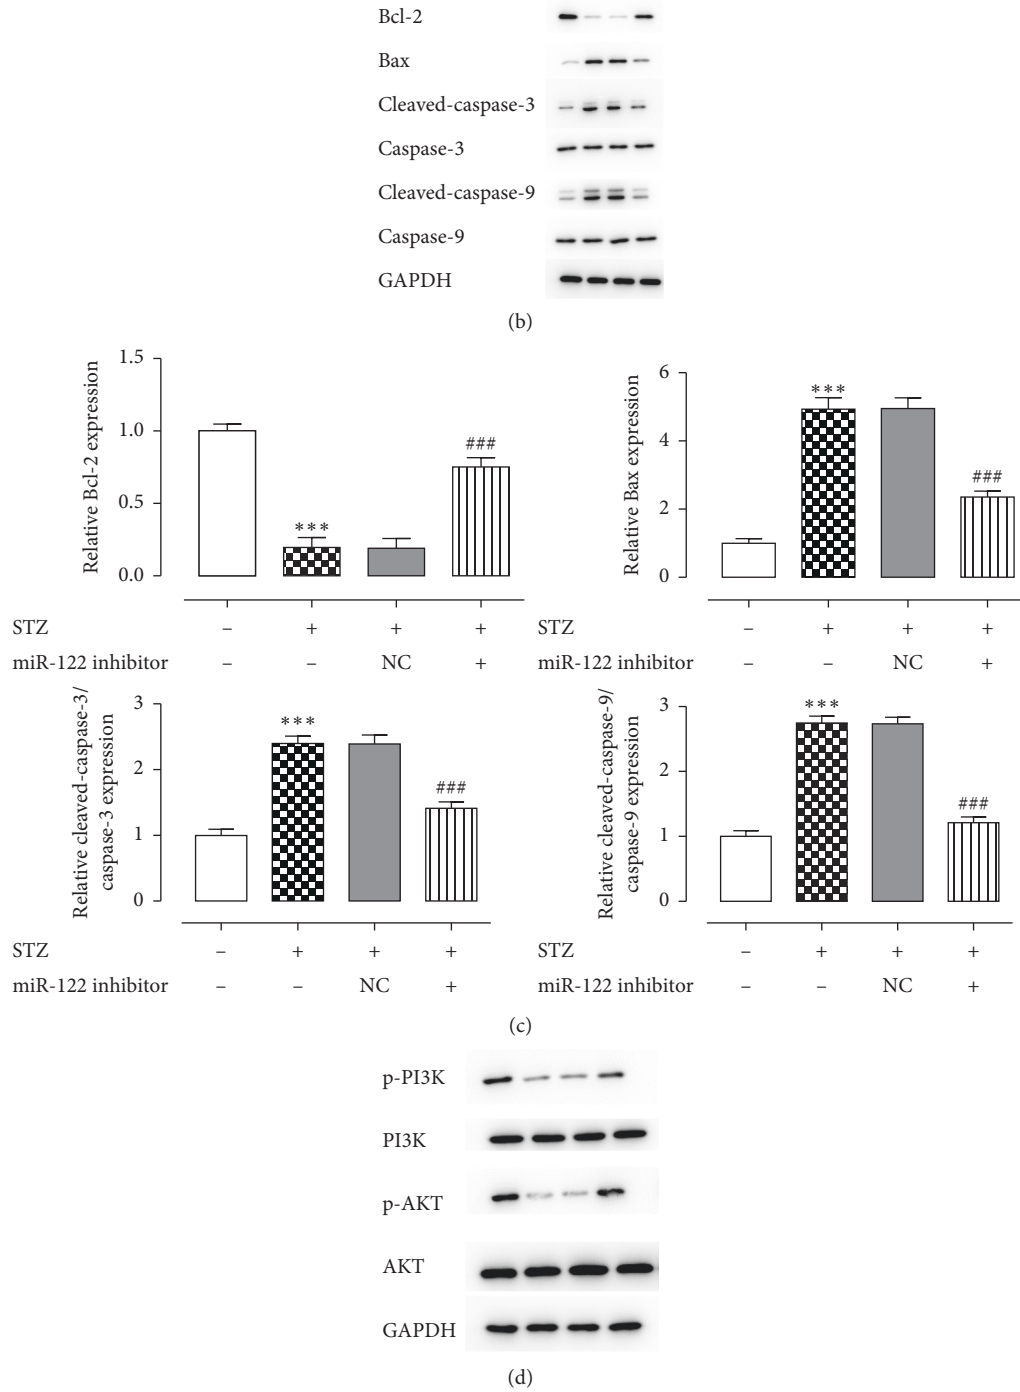 Bcl-2
Bax
Cleaved-caspase-3
Caspase-3
Cleaved-caspase-9
Caspase-9
GAPDH
(b)
Relative Bcl-2 expression
1.5
1.0
0.5
0.0
***
###
STZ – + + +
miR-122 inhibitor – – NC +
Relative Bax expression
6
4
2
0
***
###
STZ – + + +
miR-122 inhibitor – – NC +
Relative cleaved-caspase-3/
caspase-3 expression
3
2
1
0
***
###
STZ – + + +
miR-122 inhibitor – – NC +
Relative cleaved-caspase-9/
caspase-9 expression
3
2
1
0
***
###
STZ – + + +
miR-122 inhibitor – – NC +
(c)
p-PI3K
PI3K
p-AKT
AKT
GAPDH
(d)